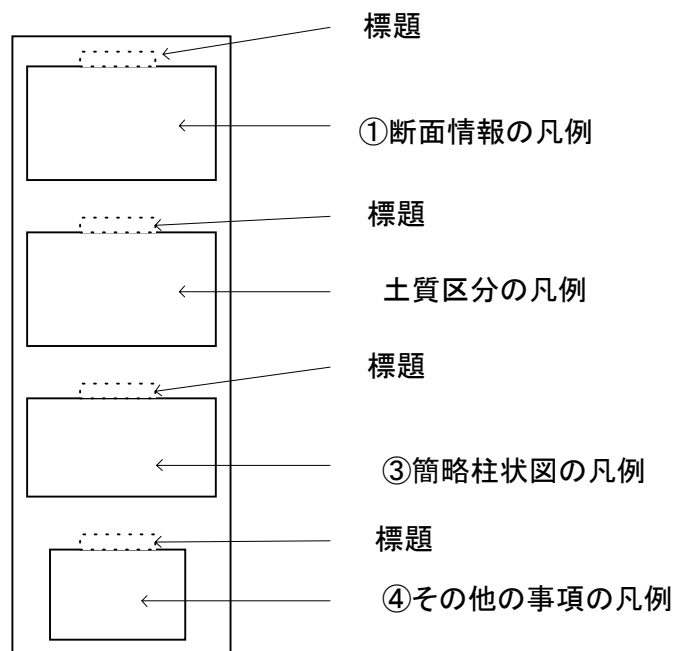 標題
①断面情報の凡例
標題
土質区分の凡例
標題
③簡略柱状図の凡例
標題
④その他の事項の凡例